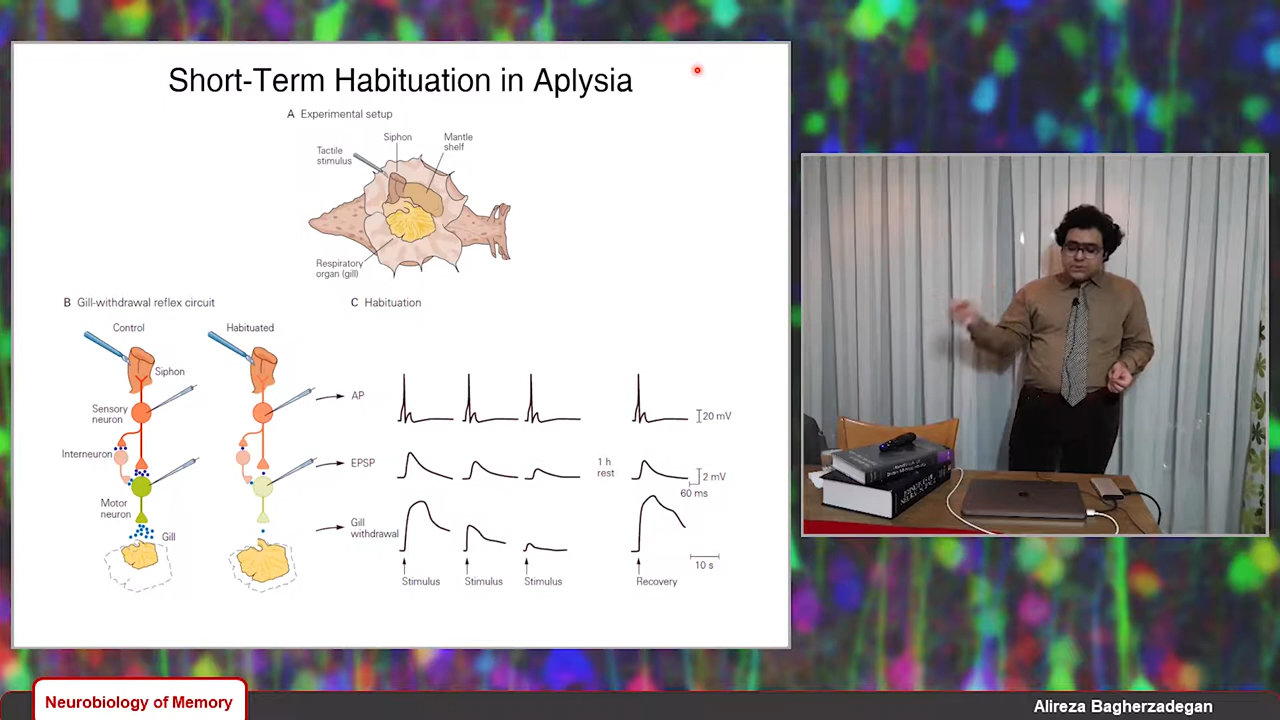 Short-Term Habituation in Aplysia
A Experimental setup
Siphon
Mantle
shelf
Tactile
stimulus
Respiratory
organ (gill)
B Gill-withdrawal reflex circuit
Control
Habituated
Siphon
Sensory
neuron
Interneuron
Motor
neuron
Gill
C Habituation
AP
20 mV
EPSP
1 h
rest
2 mV
60 ms
Gill
withdrawal
10 s
Stimulus
Stimulus
Stimulus
Recovery
Neurobiology of Memory
Alireza Bagherzadegan